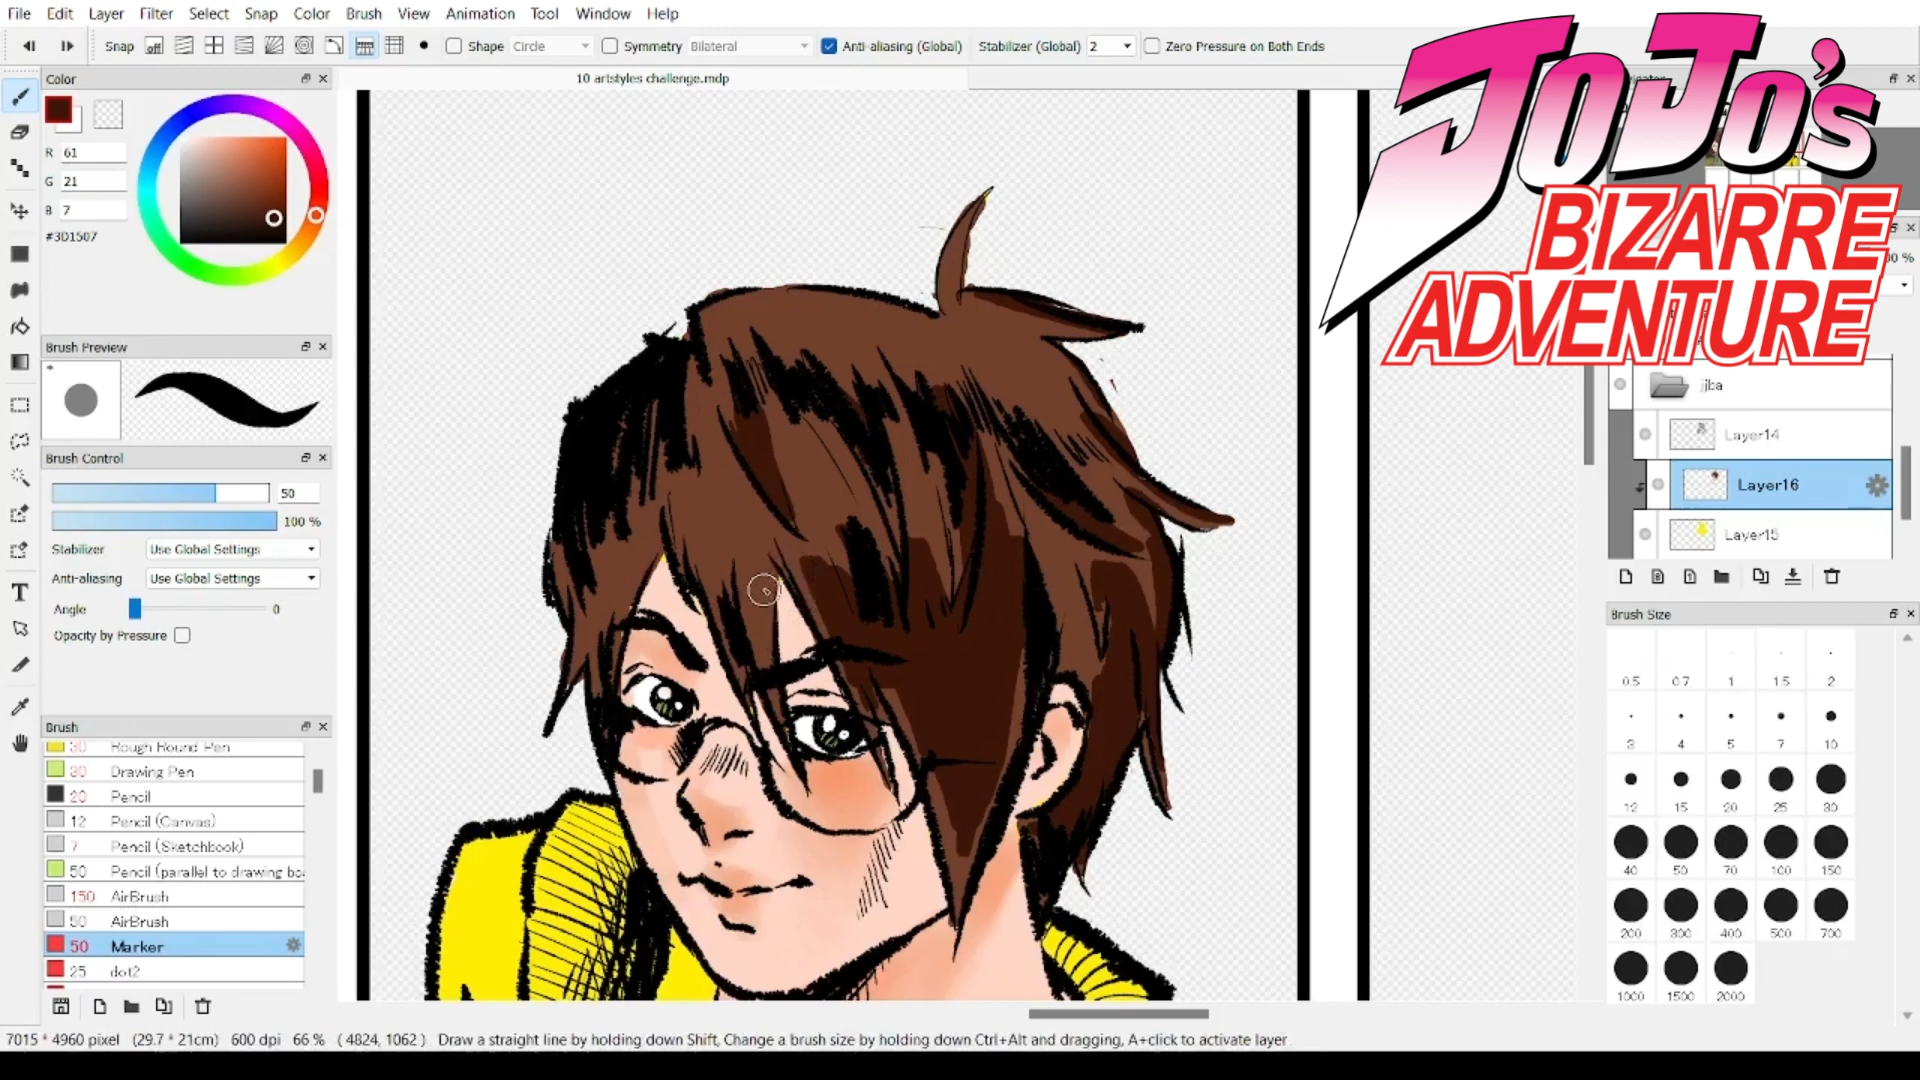 File Edit Layer Filter Select Snap Color Brush View Animation Tool Window Help
Snap off Shape Circle Symmetry Bilateral Anti-aliasing (Global) Stabilizer (Global) 2 Zero Pressure on Both Ends
Color
10 artstyles challenge.mdp
R 61
G 21
B 7
#3D1507
JoJo's
BIZARRE
ADVENTURE
Brush Preview
Brush Control
50
100 %
Stabilizer Use Global Settings
Anti-aliasing Use Global Settings
Angle 0
Opacity by Pressure
Brush
30 Rough Round Pen
30 Drawing Pen
20 Pencil
12 Pencil (Canvas)
7 Pencil (Sketchbook)
50 Pencil (parallel to drawing boa
150 AirBrush
50 AirBrush
50 Marker
25 dot2
jjba
Layer14
Layer16
Layer15
Brush Size
0.5 0.7 1 1.5 2
3 4 5 7 10
12 15 20 25 30
40 50 70 100 150
200 300 400 500 700
1000 1500 2000
7015 * 4960 pixel (29.7 * 21cm) 600 dpi 66 % ( 4824, 1062 ) Draw a straight line by holding down Shift, Change a brush size by holding down Ctrl+Alt and dragging, A+click to activate layer